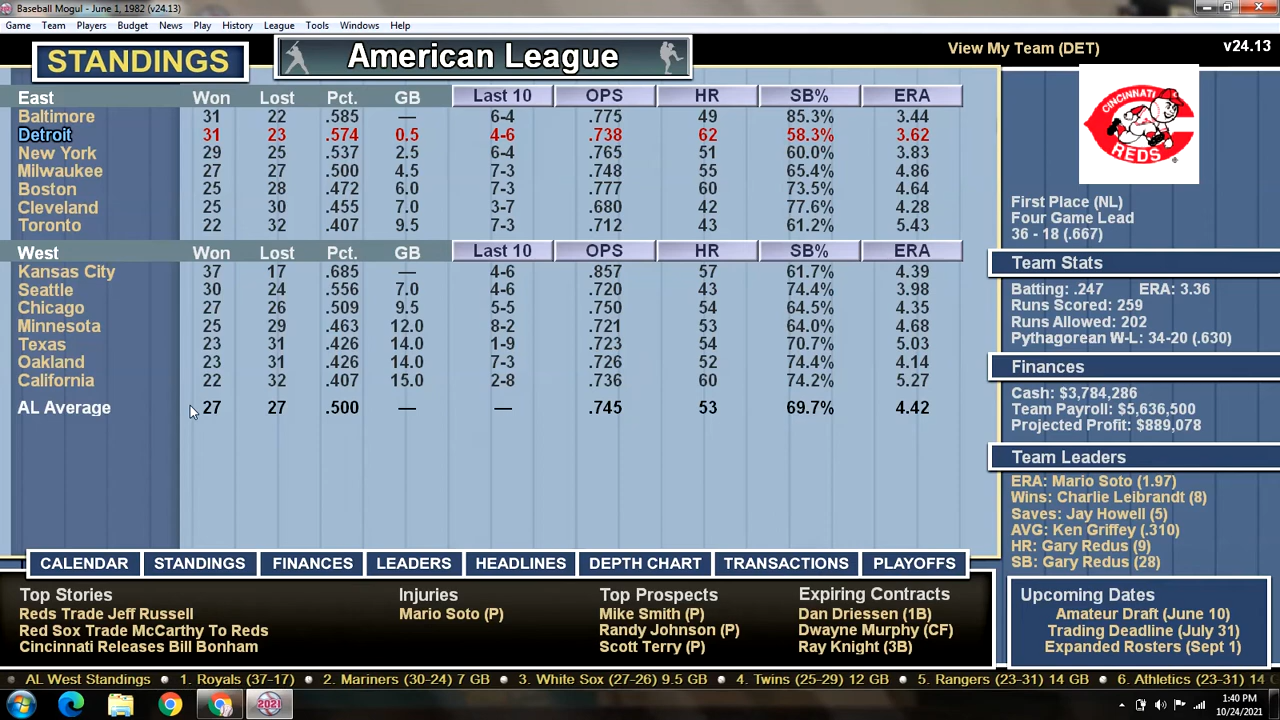 Baseball Mogul - June 1, 1982 (v24.13)
Game Team Players Budget News Play History League Tools Windows Help
STANDINGS
American League
View My Team (DET)
v24.13
East Won Lost Pct. GB Last 10 OPS HR SB% ERA
Baltimore 31 22 .585 — 6-4 .775 49 85.3% 3.44
Detroit 31 23 .574 0.5 4-6 .738 62 58.3% 3.62
New York 29 25 .537 2.5 6-4 .765 51 60.0% 3.83
Milwaukee 27 27 .500 4.5 7-3 .748 55 65.4% 4.86
Boston 25 28 .472 6.0 7-3 .777 60 73.5% 4.64
Cleveland 25 30 .455 7.0 3-7 .680 42 77.6% 4.28
Toronto 22 32 .407 9.5 7-3 .712 43 61.2% 5.43
West Won Lost Pct. GB Last 10 OPS HR SB% ERA
Kansas City 37 17 .685 — 4-6 .857 57 61.7% 4.39
Seattle 30 24 .556 7.0 4-6 .720 43 74.4% 3.98
Chicago 27 26 .509 9.5 5-5 .750 54 64.5% 4.35
Minnesota 25 29 .463 12.0 8-2 .721 53 64.0% 4.68
Texas 23 31 .426 14.0 1-9 .723 54 70.7% 5.03
Oakland 23 31 .426 14.0 7-3 .726 52 74.4% 4.14
California 22 32 .407 15.0 2-8 .736 60 74.2% 5.27
AL Average 27 27 .500 — — .745 53 69.7% 4.42
CINCINNATI
REDS
First Place (NL)
Four Game Lead
36 - 18 (.667)
Team Stats
Batting: .247 ERA: 3.36
Runs Scored: 259
Runs Allowed: 202
Pythagorean W-L: 34-20 (.630)
Finances
Cash: $3,784,286
Team Payroll: $5,636,500
Projected Profit: $889,078
Team Leaders
ERA: Mario Soto (1.97)
Wins: Charlie Leibrandt (8)
Saves: Jay Howell (5)
AVG: Ken Griffey (.310)
HR: Gary Redus (9)
SB: Gary Redus (28)
CALENDAR STANDINGS FINANCES LEADERS HEADLINES DEPTH CHART TRANSACTIONS PLAYOFFS
Top Stories
Reds Trade Jeff Russell
Red Sox Trade McCarthy To Reds
Cincinnati Releases Bill Bonham
Injuries
Mario Soto (P)
Top Prospects
Mike Smith (P)
Randy Johnson (P)
Scott Terry (P)
Expiring Contracts
Dan Driessen (1B)
Dwayne Murphy (CF)
Ray Knight (3B)
Upcoming Dates
Amateur Draft (June 10)
Trading Deadline (July 31)
Expanded Rosters (Sept 1)
AL West Standings • 1. Royals (37-17) • 2. Mariners (30-24) 7 GB • 3. White Sox (27-26) 9.5 GB • 4. Twins (25-29) 12 GB • 5. Rangers (23-31) 14 GB • 6. Athletics (23-31) 14
2021
1:40 PM
10/24/2021